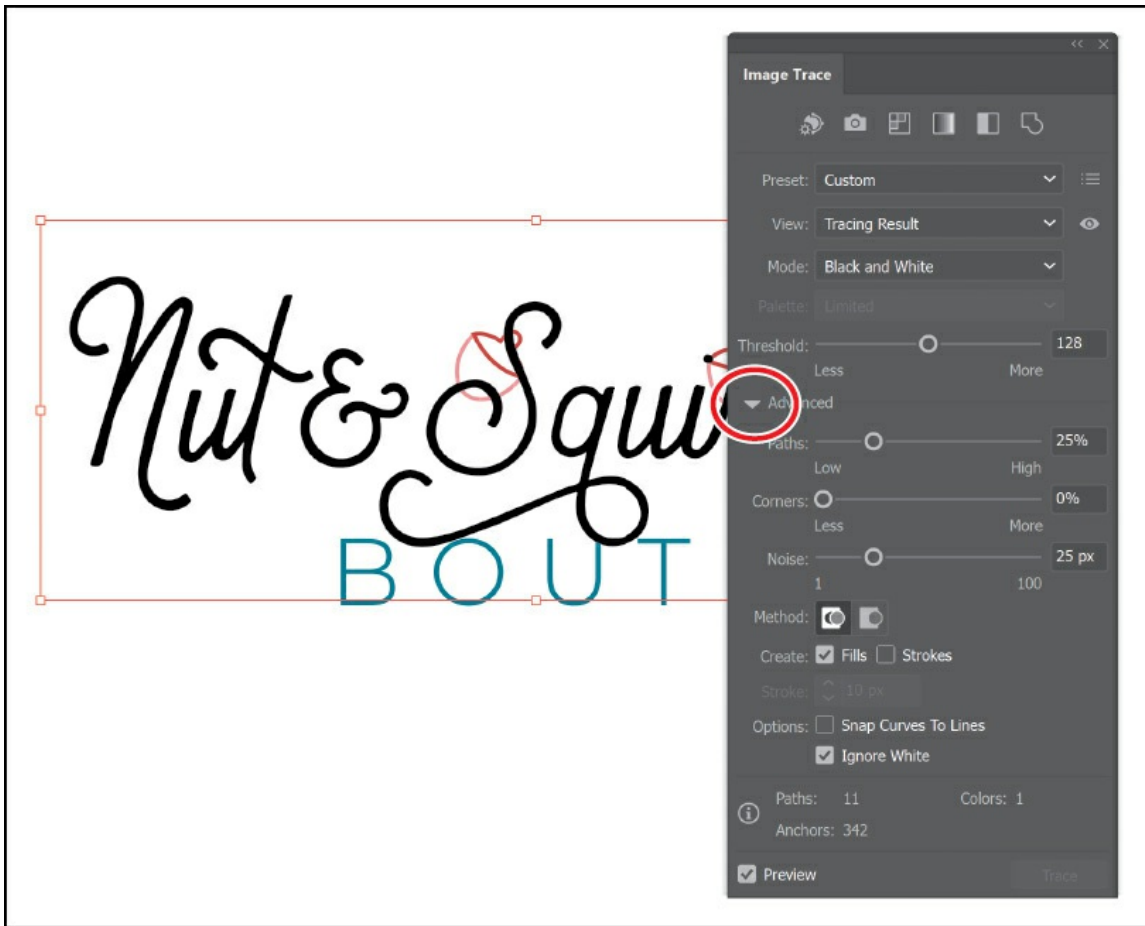 Image Trace
Preset: Custom
View: Tracing Result
Mode: Black and White
Palette: Limited
Threshold: 128
Less More
Advanced
Paths: 25%
Low High
Corners: 0%
Less More
Noise: 25 px
1 100
Method:
Create: Fills Strokes
Stroke: 10 px
Options: Snap Curves To Lines
Ignore White
Paths: 11 Colors: 1
Anchors: 342
Preview Trace
Nut & Squi
BOUT